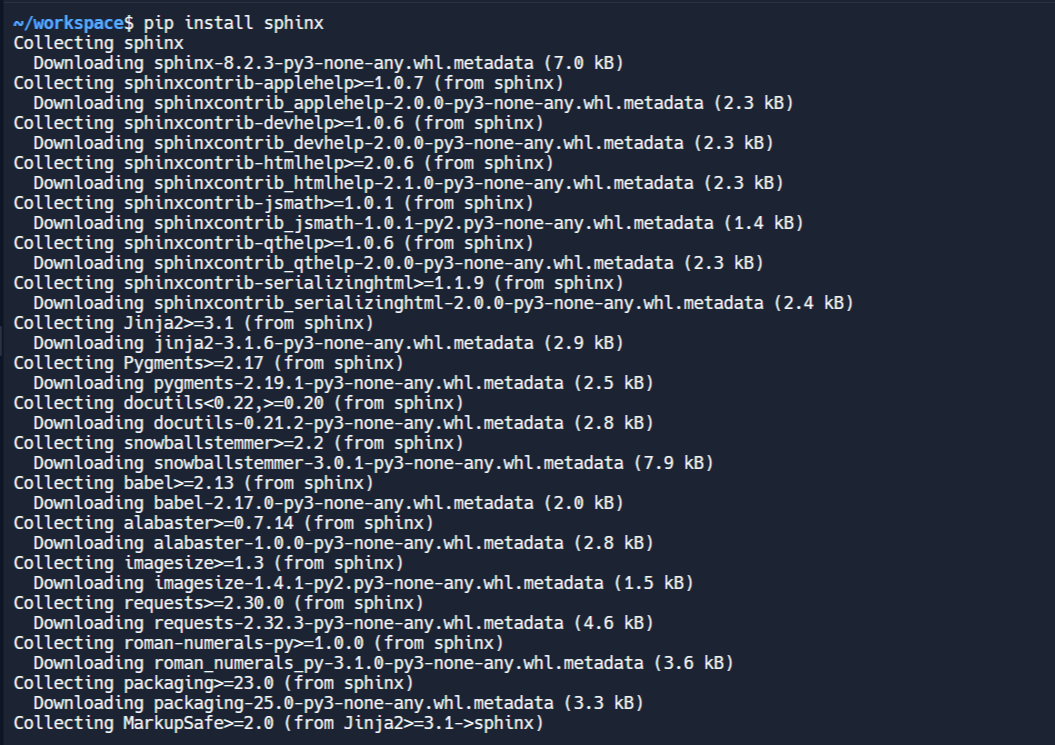 ~/workspace$ pip install sphinx
Collecting sphinx
  Downloading sphinx-8.2.3-py3-none-any.whl.metadata (7.0 kB)
Collecting sphinxcontrib-applehelp>=1.0.7 (from sphinx)
  Downloading sphinxcontrib_applehelp-2.0.0-py3-none-any.whl.metadata (2.3 kB)
Collecting sphinxcontrib-devhelp>=1.0.6 (from sphinx)
  Downloading sphinxcontrib_devhelp-2.0.0-py3-none-any.whl.metadata (2.3 kB)
Collecting sphinxcontrib-htmlhelp>=2.0.6 (from sphinx)
  Downloading sphinxcontrib_htmlhelp-2.1.0-py3-none-any.whl.metadata (2.3 kB)
Collecting sphinxcontrib-jsmath>=1.0.1 (from sphinx)
  Downloading sphinxcontrib_jsmath-1.0.1-py2.py3-none-any.whl.metadata (1.4 kB)
Collecting sphinxcontrib-qthelp>=1.0.6 (from sphinx)
  Downloading sphinxcontrib_qthelp-2.0.0-py3-none-any.whl.metadata (2.3 kB)
Collecting sphinxcontrib-serializinghtml>=1.1.9 (from sphinx)
  Downloading sphinxcontrib_serializinghtml-2.0.0-py3-none-any.whl.metadata (2.4 kB)
Collecting Jinja2>=3.1 (from sphinx)
  Downloading jinja2-3.1.6-py3-none-any.whl.metadata (2.9 kB)
Collecting Pygments>=2.17 (from sphinx)
  Downloading pygments-2.19.1-py3-none-any.whl.metadata (2.5 kB)
Collecting docutils<0.22,>=0.20 (from sphinx)
  Downloading docutils-0.21.2-py3-none-any.whl.metadata (2.8 kB)
Collecting snowballstemmer>=2.2 (from sphinx)
  Downloading snowballstemmer-3.0.1-py3-none-any.whl.metadata (7.9 kB)
Collecting babel>=2.13 (from sphinx)
  Downloading babel-2.17.0-py3-none-any.whl.metadata (2.0 kB)
Collecting alabaster>=0.7.14 (from sphinx)
  Downloading alabaster-1.0.0-py3-none-any.whl.metadata (2.8 kB)
Collecting imagesize>=1.3 (from sphinx)
  Downloading imagesize-1.4.1-py2.py3-none-any.whl.metadata (1.5 kB)
Collecting requests>=2.30.0 (from sphinx)
  Downloading requests-2.32.3-py3-none-any.whl.metadata (4.6 kB)
Collecting roman-numerals-py>=1.0.0 (from sphinx)
  Downloading roman_numerals_py-3.1.0-py3-none-any.whl.metadata (3.6 kB)
Collecting packaging>=23.0 (from sphinx)
  Downloading packaging-25.0-py3-none-any.whl.metadata (3.3 kB)
Collecting MarkupSafe>=2.0 (from Jinja2>=3.1->sphinx)